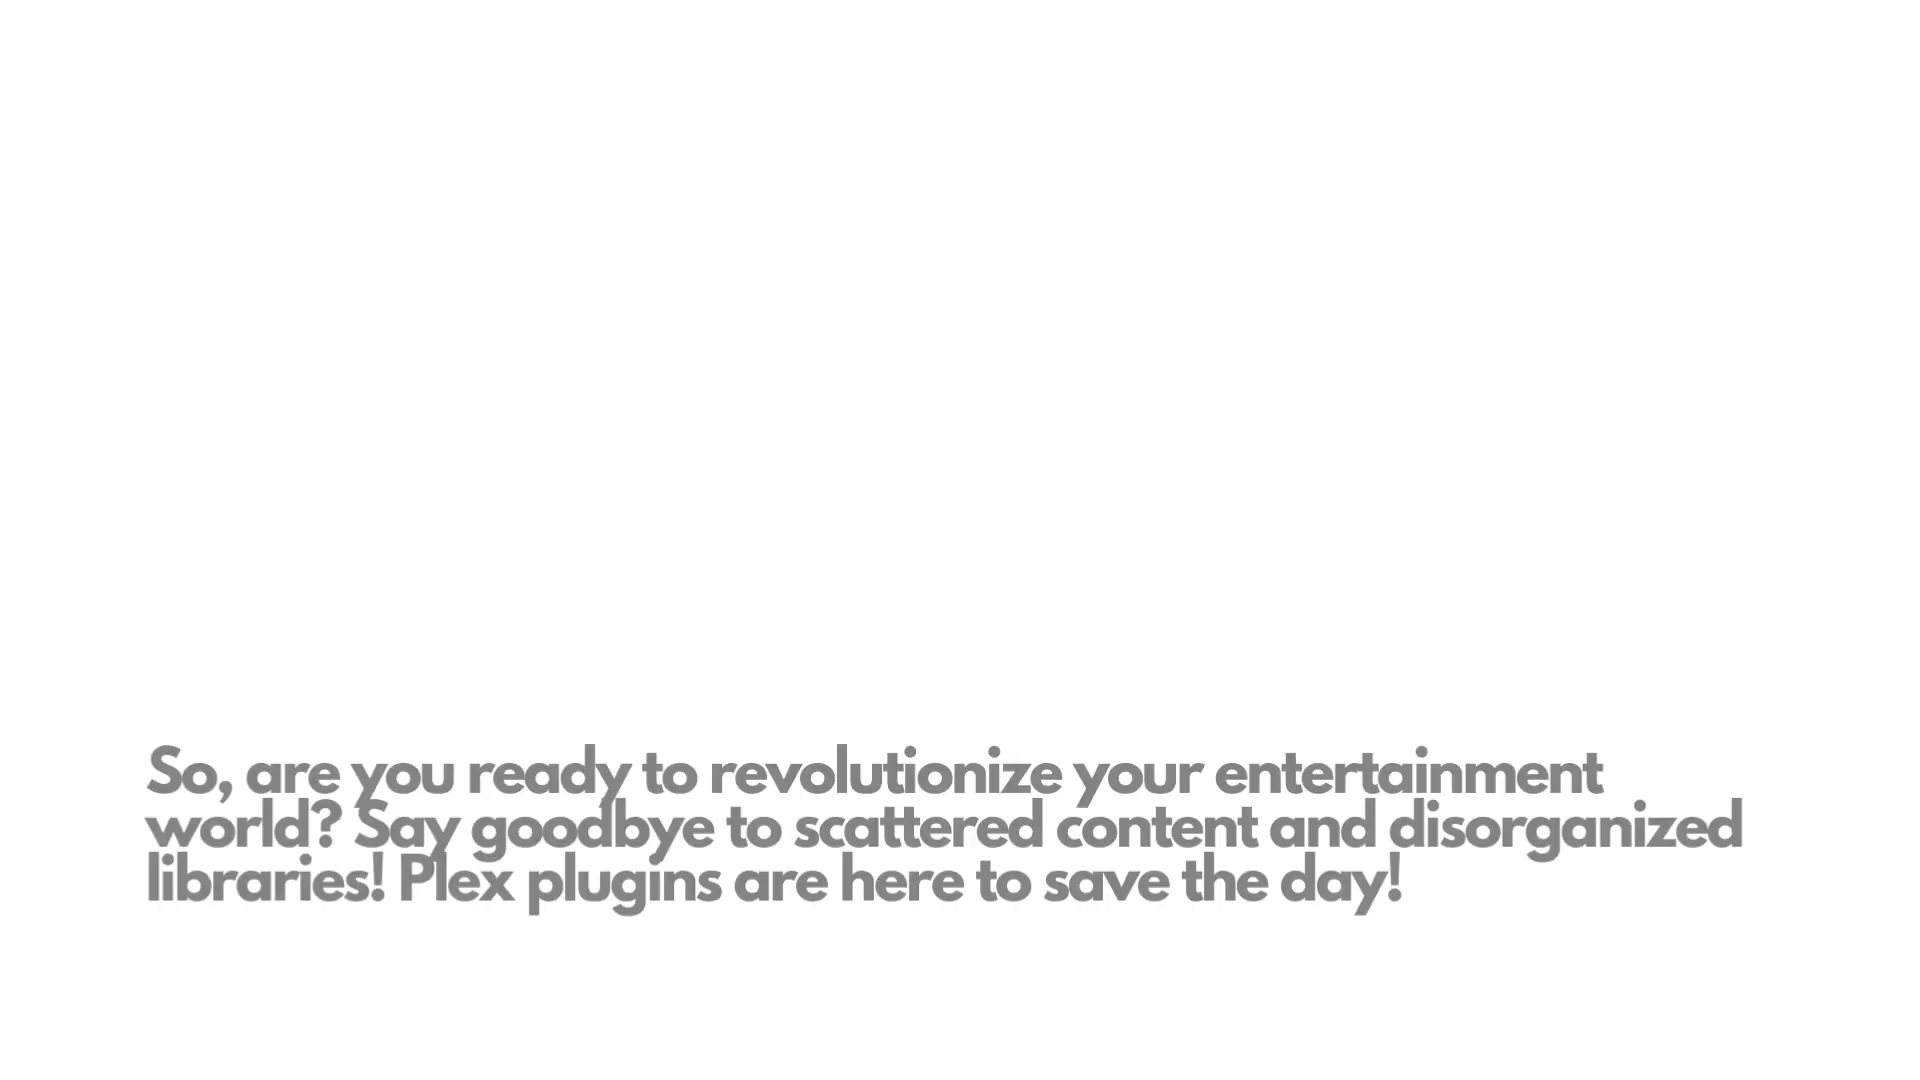 So, are you ready to revolutionize your entertainment
world? Say goodbye to scattered content and disorganized
libraries! Plex plugins are here to save the day!